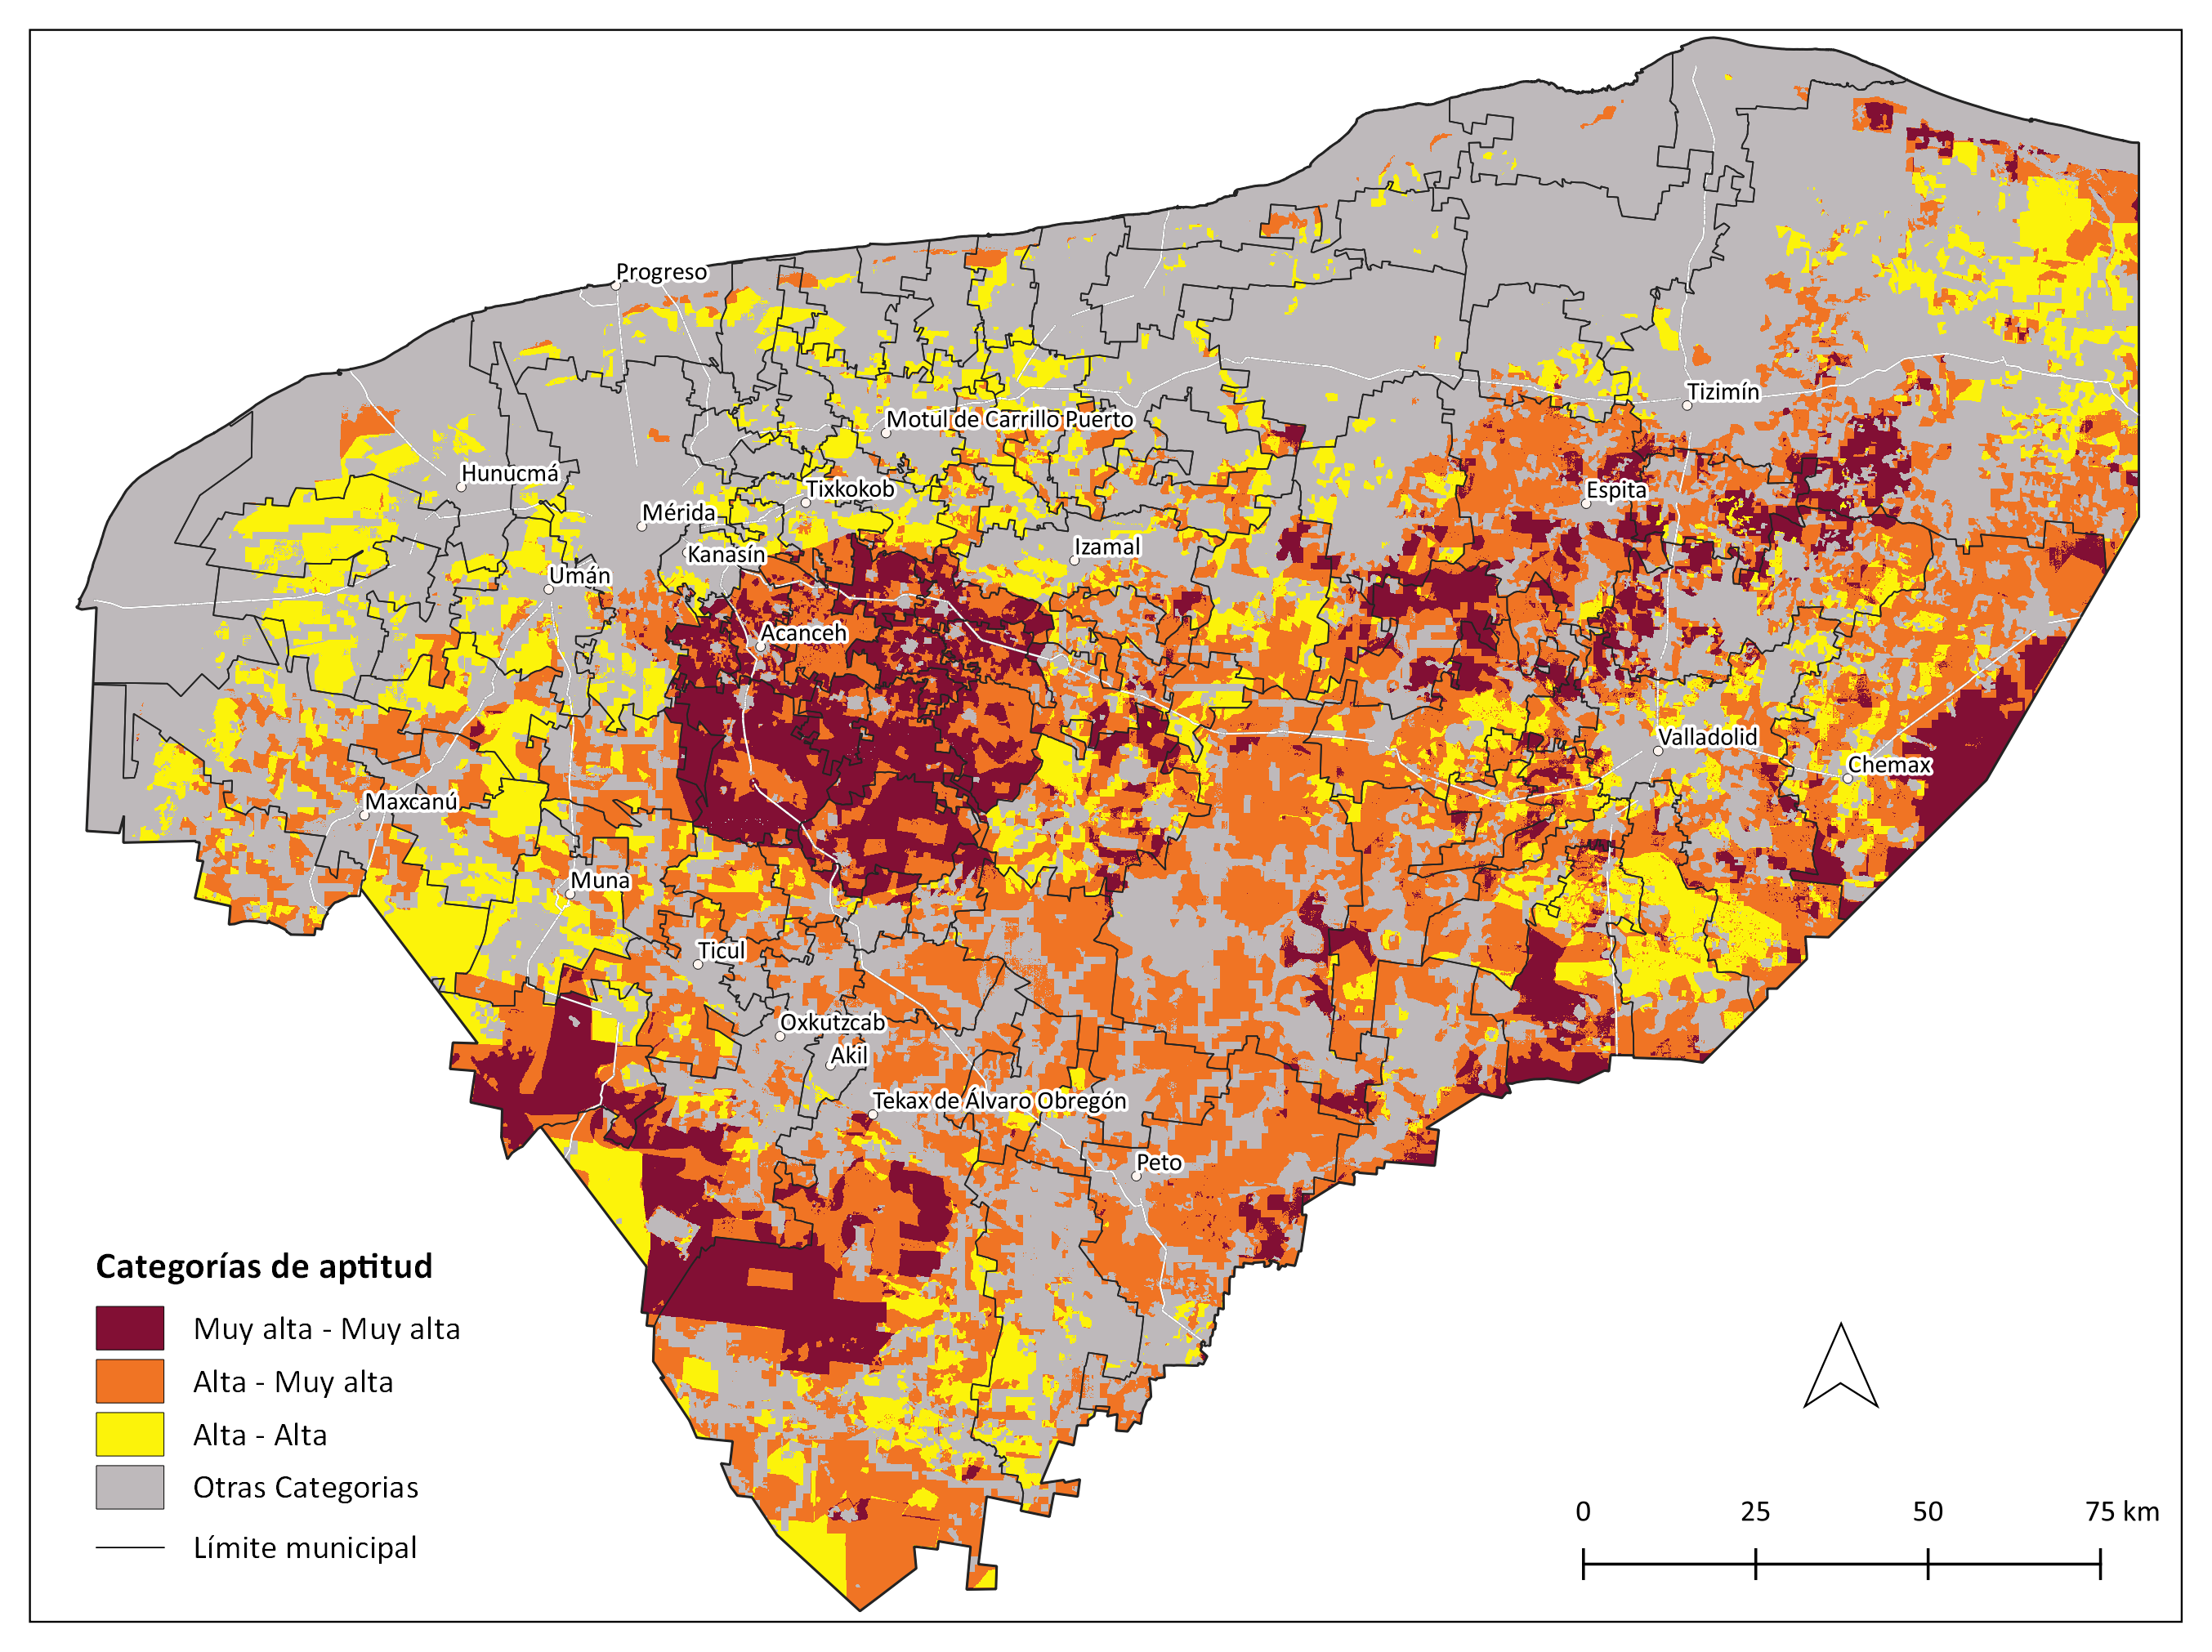 Progreso
Tizimín
Motul de Carrillo Puerto
Hunucmá
Tixkokob
Espita
Mérida
Kanasín
Izamal
Umán
Acanceh
Valladolid
Chemax
Maxcanú
Muna
Ticul
Oxkutzcab
Akil
Tekax de Álvaro Obregón
Peto
Categorías de aptitud
Muy alta - Muy alta
Alta - Muy alta
Alta - Alta
Otras Categorias
Límite municipal
0 25 50 75 km